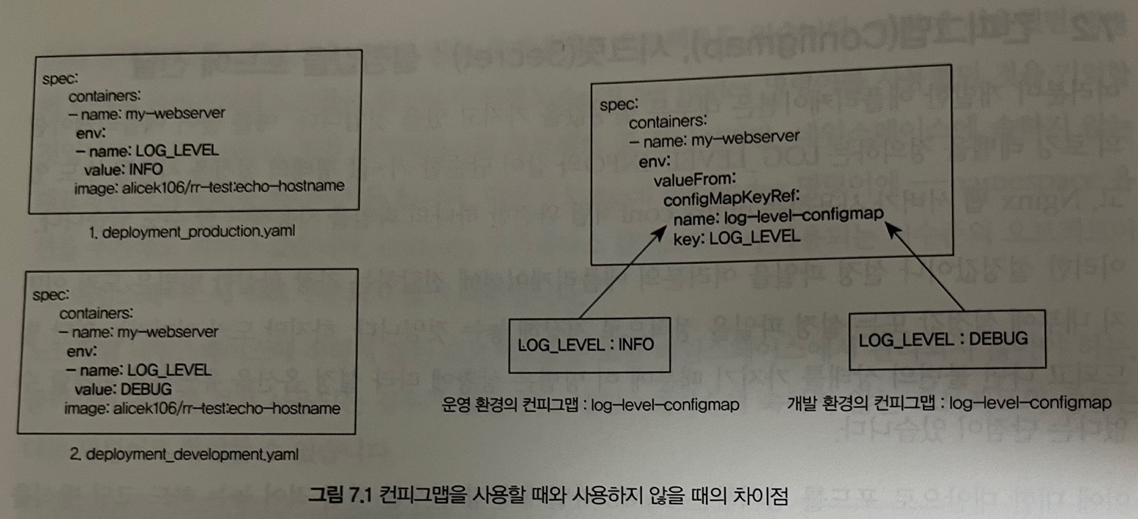 spec:
containers:
- name: my-webserver
env:
- name: LOG_LEVEL
value: INFO
image: alicek106/rr-test:echo-hostname
1. deployment_production.yaml
spec:
containers:
- name: my-webserver
env:
- name: LOG_LEVEL
value: DEBUG
image: alicek106/rr-test:echo-hostname
2. deployment_development.yaml
spec:
containers:
- name: my-webserver
env:
valueFrom:
configMapKeyRef:
name: log-level-configmap
key: LOG_LEVEL
LOG_LEVEL : INFO
운영 환경의 컨피그맵 : log-level-configmap
LOG_LEVEL : DEBUG
개발 환경의 컨피그맵 : log-level-configmap
그림 7.1 컨피그맵을 사용할 때와 사용하지 않을 때의 차이점